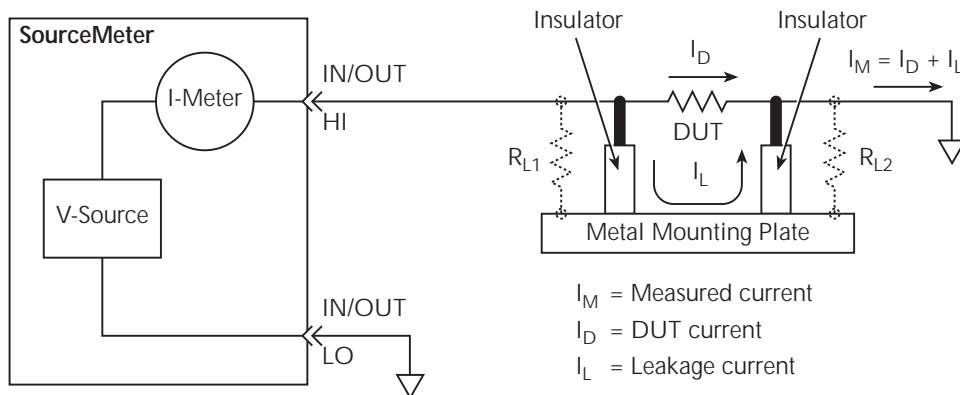 SourceMeter
I-Meter
V-Source
IN/OUT
HI
IN/OUT
LO
Insulator
Insulator
I_D
DUT
I_M = I_D + I_L
R_L1
I_L
R_L2
Metal Mounting Plate
I_M = Measured current
I_D = DUT current
I_L = Leakage current